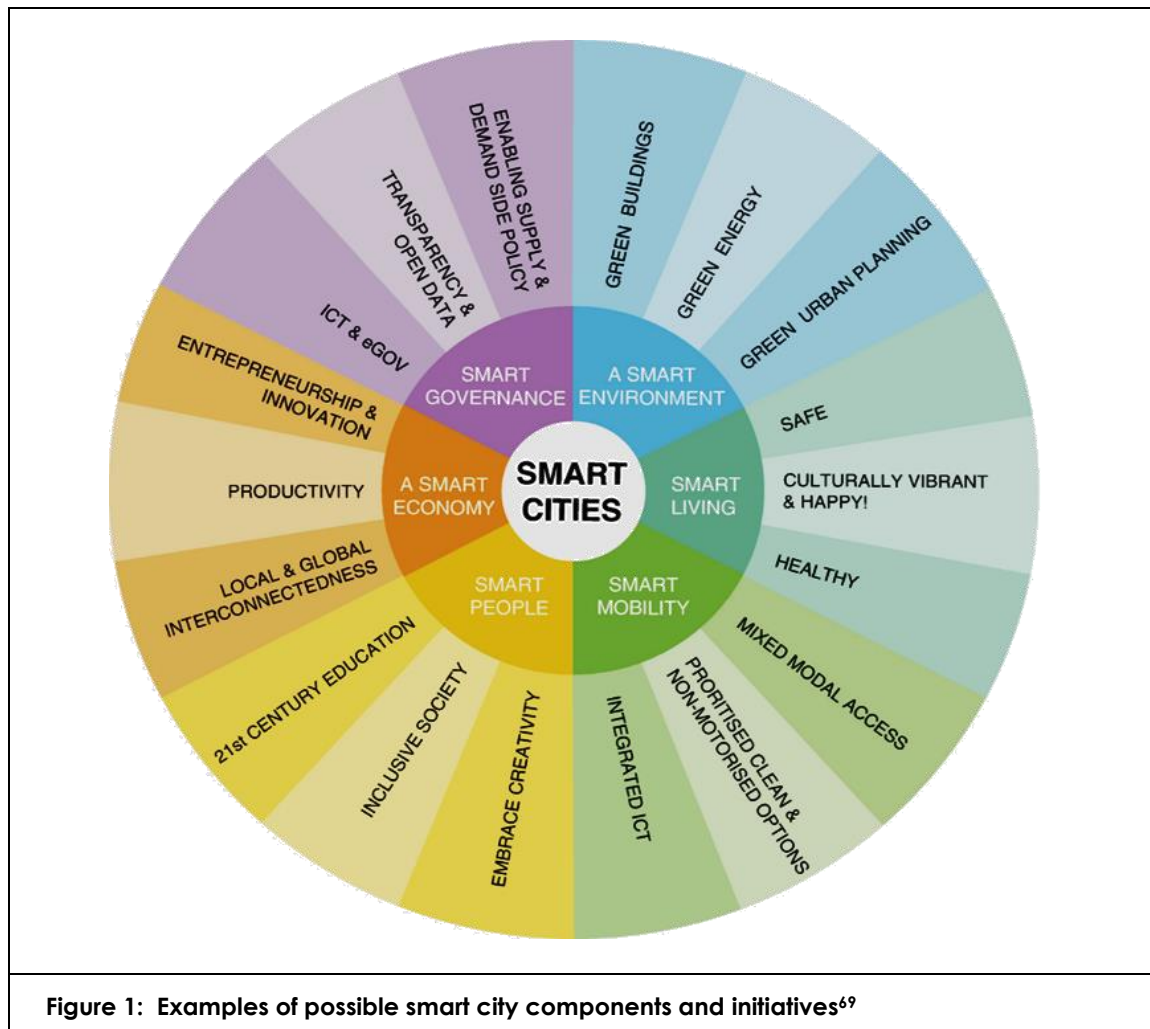 SMART
CITIES
A SMART
ENVIRONMENT
GREEN BUILDINGS
GREEN ENERGY
GREEN URBAN PLANNING
SMART
LIVING
SAFE
CULTURALLY VIBRANT
& HAPPY!
HEALTHY
SMART
MOBILITY
MIXED MODAL ACCESS
PRIORITISED CLEAN &
NON-MOTORISED OPTIONS
INTEGRATED ICT
SMART
PEOPLE
EMBRACE CREATIVITY
INCLUSIVE SOCIETY
21st CENTURY EDUCATION
A SMART
ECONOMY
LOCAL & GLOBAL
INTERCONNECTEDNESS
PRODUCTIVITY
ENTREPRENEURSHIP &
INNOVATION
SMART
GOVERNANCE
ICT & eGOV
TRANSPARENCY &
OPEN DATA
ENABLING SUPPLY &
DEMAND SIDE POLICY
Figure 1: Examples of possible smart city components and initiatives⁶⁹